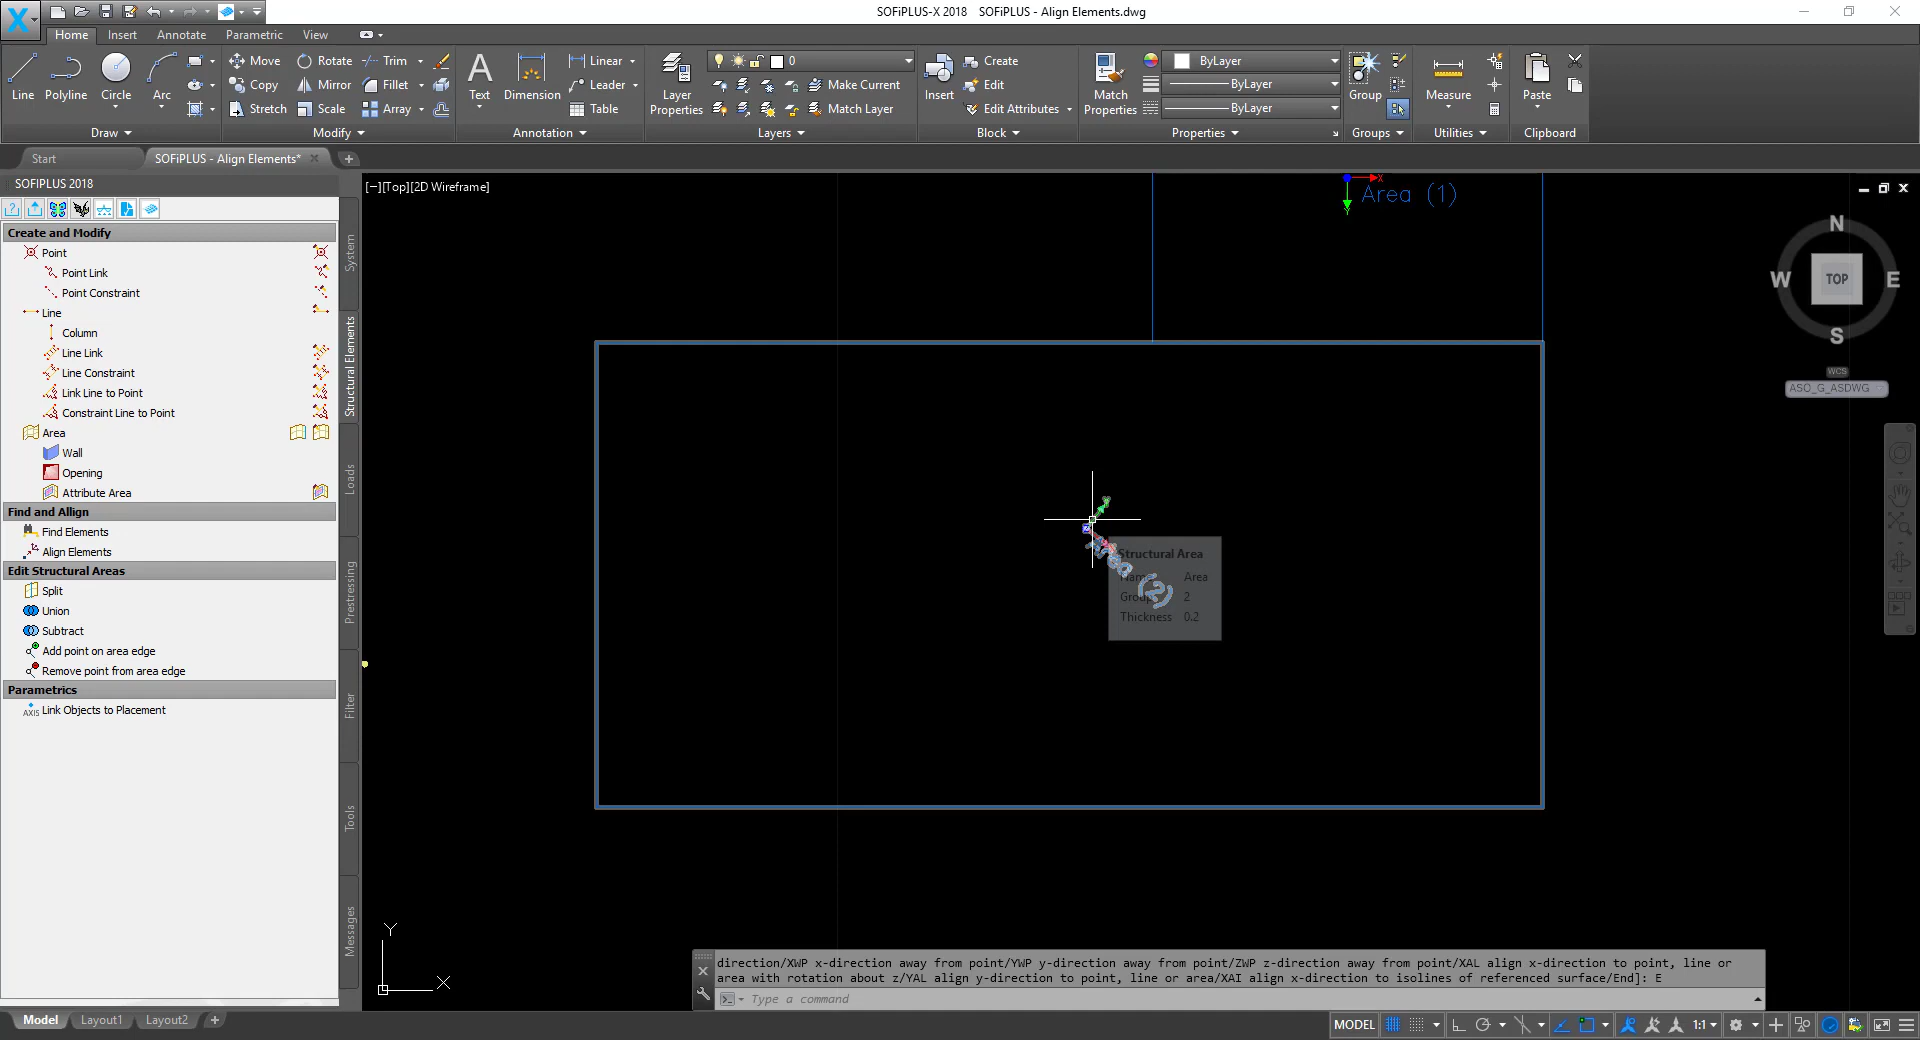 SOFiPLUS-X 2018 SOFiPLUS - Align Elements.dwg
Home Insert Annotate Parametric View
Line Polyline Circle Arc
Move Rotate Trim
Copy Mirror Fillet
Stretch Scale Array
Text Dimension
Linear
Leader
Table
Layer Properties
0
Make Current
Match Layer
Insert
Create
Edit
Edit Attributes
Match Properties
ByLayer
ByLayer
ByLayer
Group
Measure
Paste
Draw Modify Annotation Layers Block Properties Groups Utilities Clipboard
Start SOFiPLUS - Align Elements*
SOFIPLUS 2018
Create and Modify
Point
Point Link
Point Constraint
Line
Column
Line Link
Line Constraint
Link Line to Point
Constraint Line to Point
Area
Wall
Opening
Attribute Area
Find and Align
Find Elements
Align Elements
Edit Structural Areas
Split
Union
Subtract
Add point on area edge
Remove point from area edge
Parametrics
AXIS Link Objects to Placement
System
Structural Elements
Loads
Prestressing
Filter
Tools
Messages
[−][Top][2D Wireframe]
X
Y
Area (1)
N
W TOP E
S
WCS
ASO_G_ASDWG
Structural Area
Name Area
Group 2
Thickness 0.2
(2)
Y
X
direction/XWP x-direction away from point/YWP y-direction away from point/ZWP z-direction away from point/XAL align x-direction to point, line or
area with rotation about z/YAL align y-direction to point, line or area/XAI align x-direction to isolines of referenced surface/End]: E
Type a command
Model Layout1 Layout2
MODEL 1:1